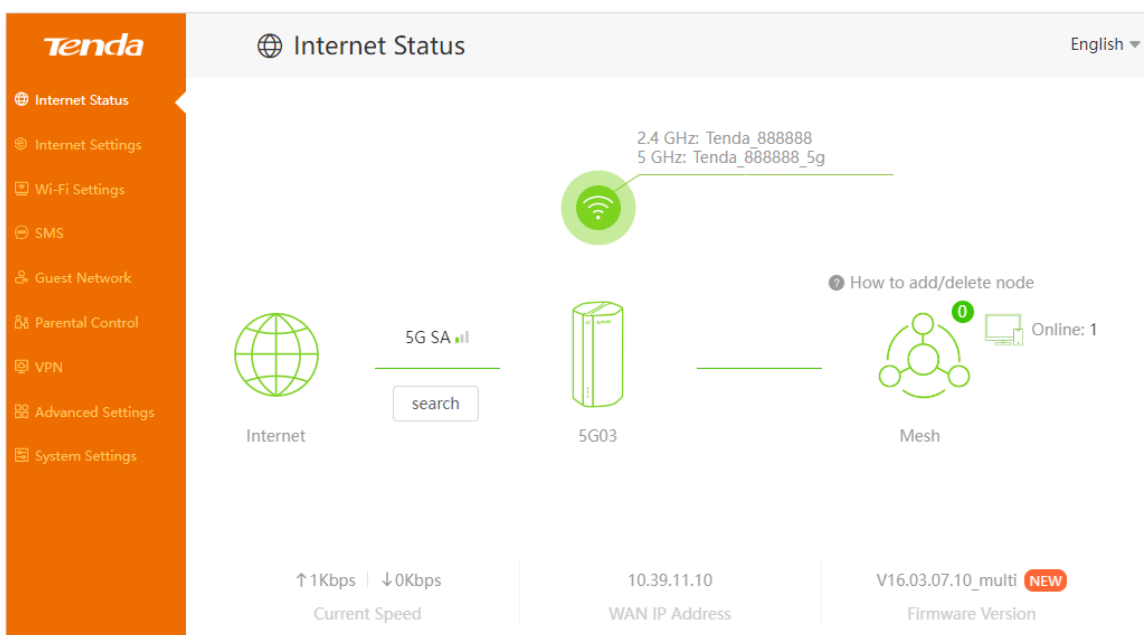 Tenda
Internet Status
English
Internet Status
Internet Settings
Wi-Fi Settings
SMS
Guest Network
Parental Control
VPN
Advanced Settings
System Settings
2.4 GHz: Tenda_888888
5 GHz: Tenda_888888_5g
? How to add/delete node
0
Online: 1
5G SA
search
Internet
5G03
Mesh
↑1Kbps | ↓0Kbps
Current Speed
10.39.11.10
WAN IP Address
V16.03.07.10_multi NEW
Firmware Version